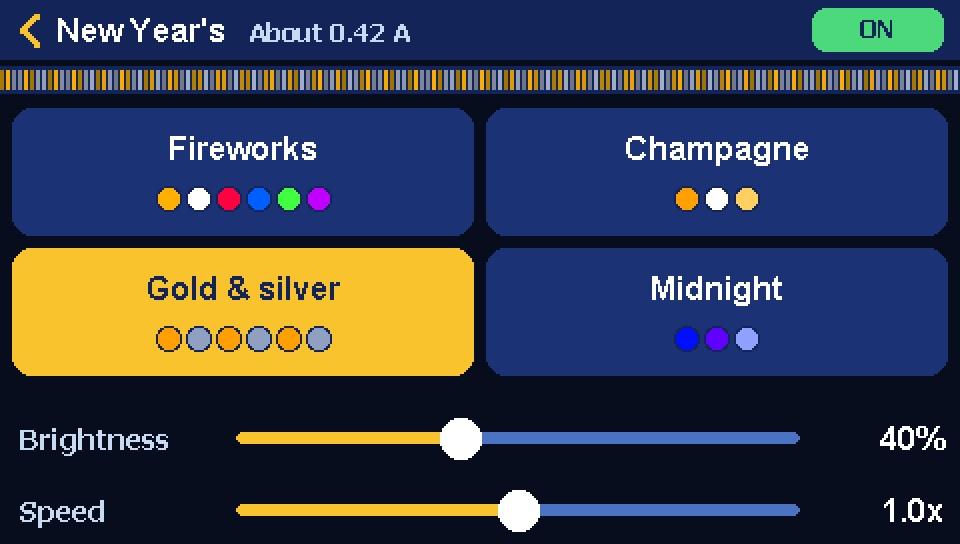 New Year's About 0.42 A ON
Fireworks
Champagne
Gold & silver
Midnight
Brightness 40%
Speed 1.0x